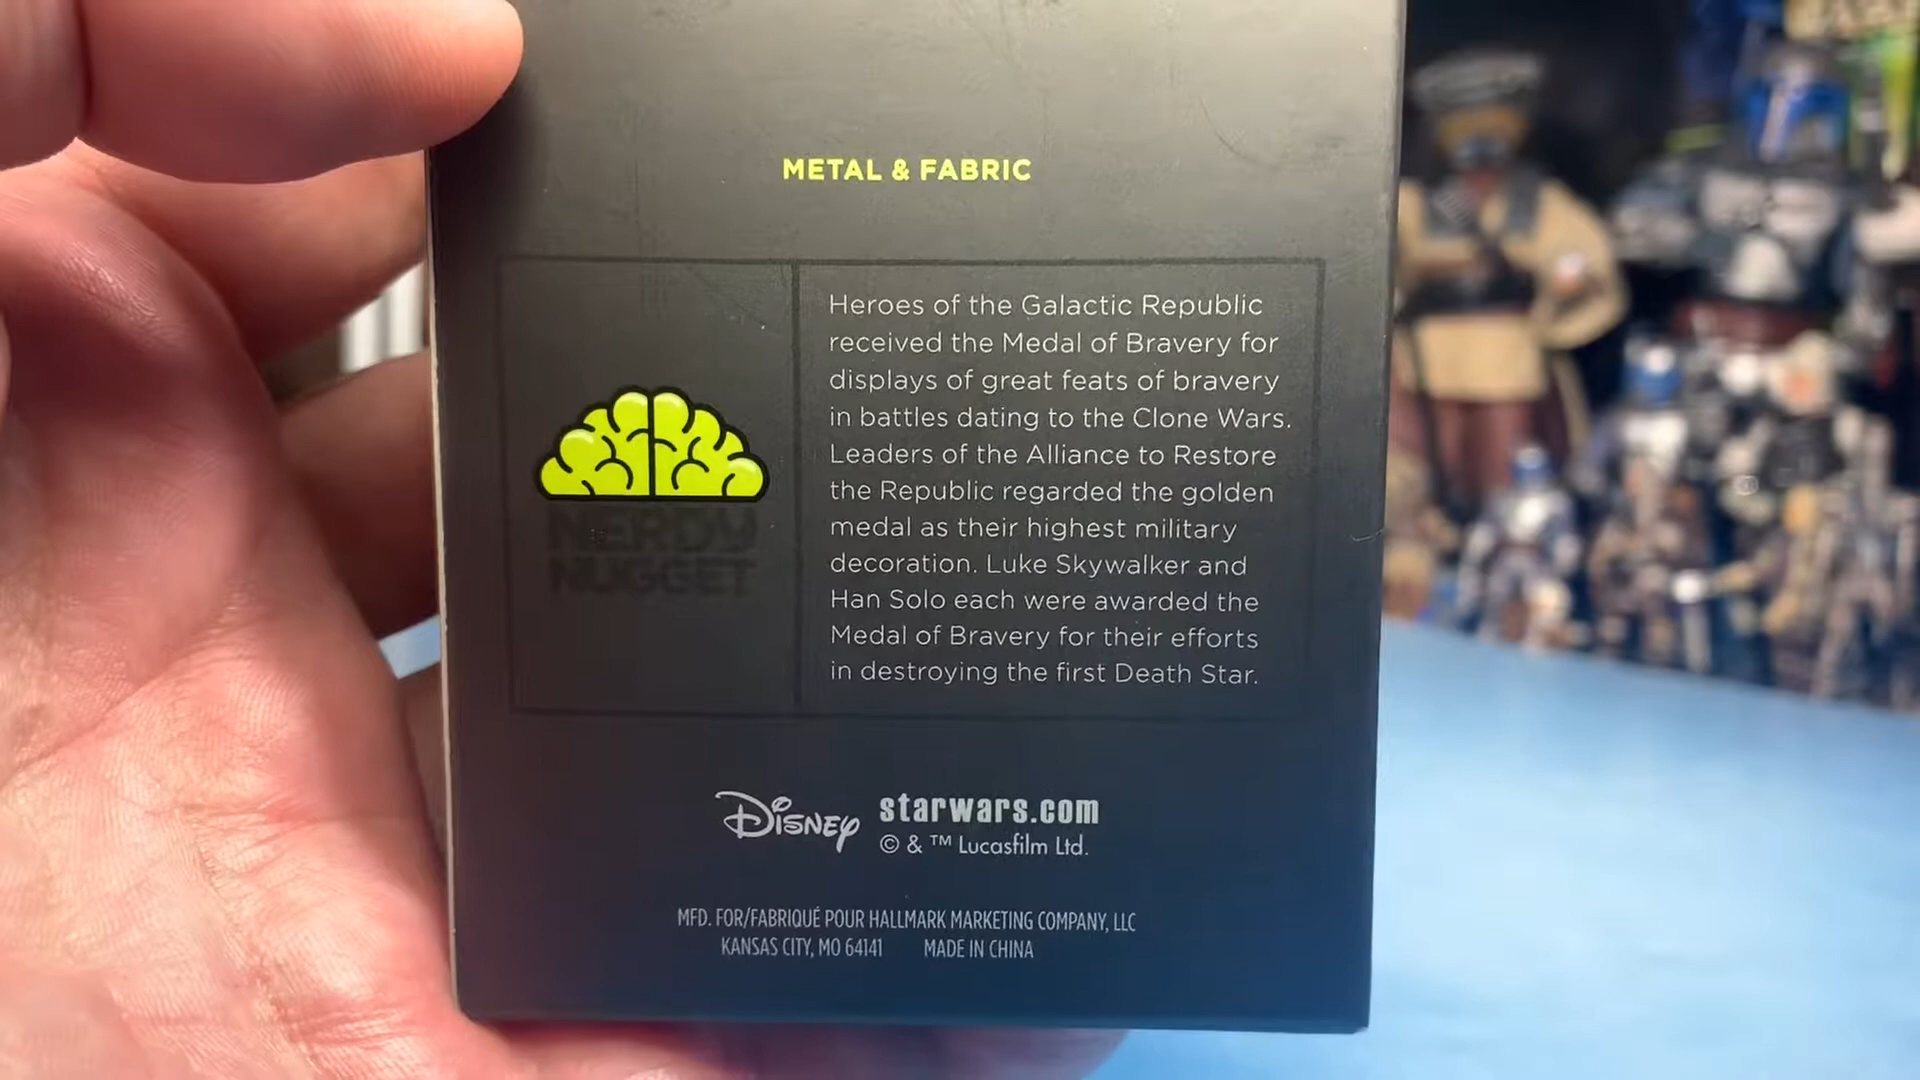 METAL & FABRIC
NERDY
NUGGET
Heroes of the Galactic Republic
received the Medal of Bravery for
displays of great feats of bravery
in battles dating to the Clone Wars.
Leaders of the Alliance to Restore
the Republic regarded the golden
medal as their highest military
decoration. Luke Skywalker and
Han Solo each were awarded the
Medal of Bravery for their efforts
in destroying the first Death Star.
Disney starwars.com
© & ™ Lucasfilm Ltd.
MFD. FOR/FABRIQUÉ POUR HALLMARK MARKETING COMPANY, LLC
KANSAS CITY, MO 64141 MADE IN CHINA